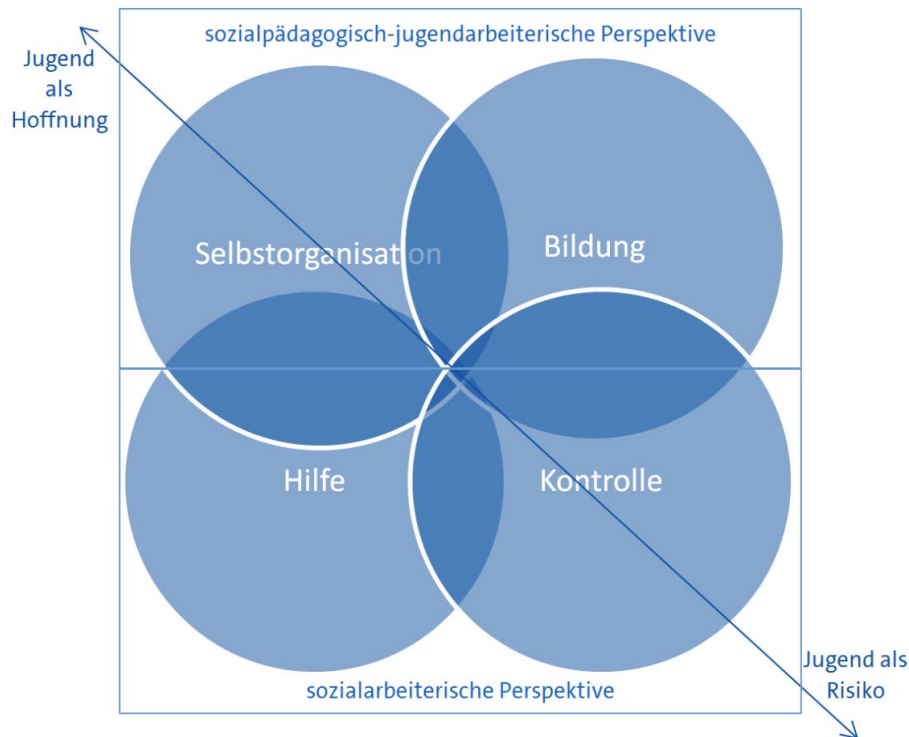 sozialpädagogisch-jugendarbeiterische Perspektive
Jugend
als
Hoffnung
Selbstorganisation
Bildung
Hilfe
Kontrolle
Jugend als
Risiko
sozialarbeiterische Perspektive